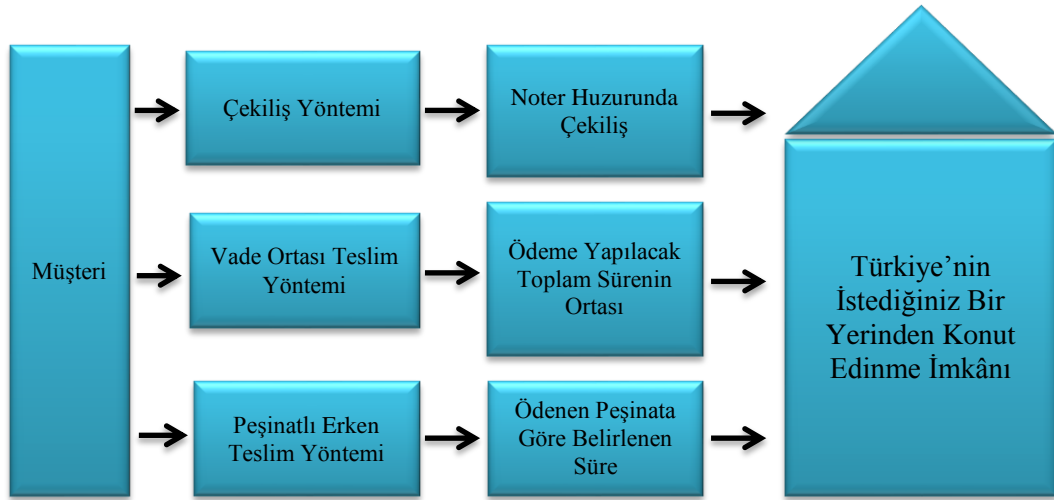 Müşteri
Çekiliş Yöntemi
Noter Huzurunda
Çekiliş
Vade Ortası Teslim
Yöntemi
Ödeme Yapılacak
Toplam Sürenin
Ortası
Peşinatlı Erken
Teslim Yöntemi
Ödenen Peşinata
Göre Belirlenen
Süre
Türkiye’nin
İstediğiniz Bir
Yerinden Konut
Edinme İmkânı